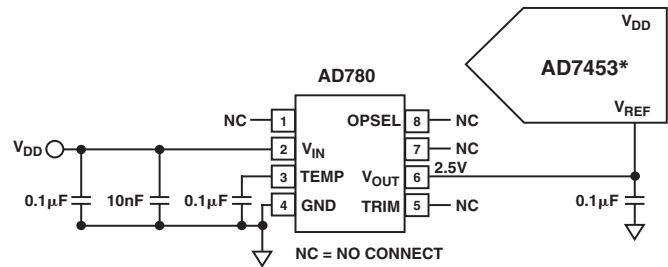 V_DD
AD7453*
V_REF
AD780
NC
1
OPSEL
8
NC
V_DD
2
V_IN
7
NC
3
TEMP
V_OUT
6
2.5V
0.1μF
10nF
0.1μF
4
GND
TRIM
5
NC
0.1μF
NC = NO CONNECT